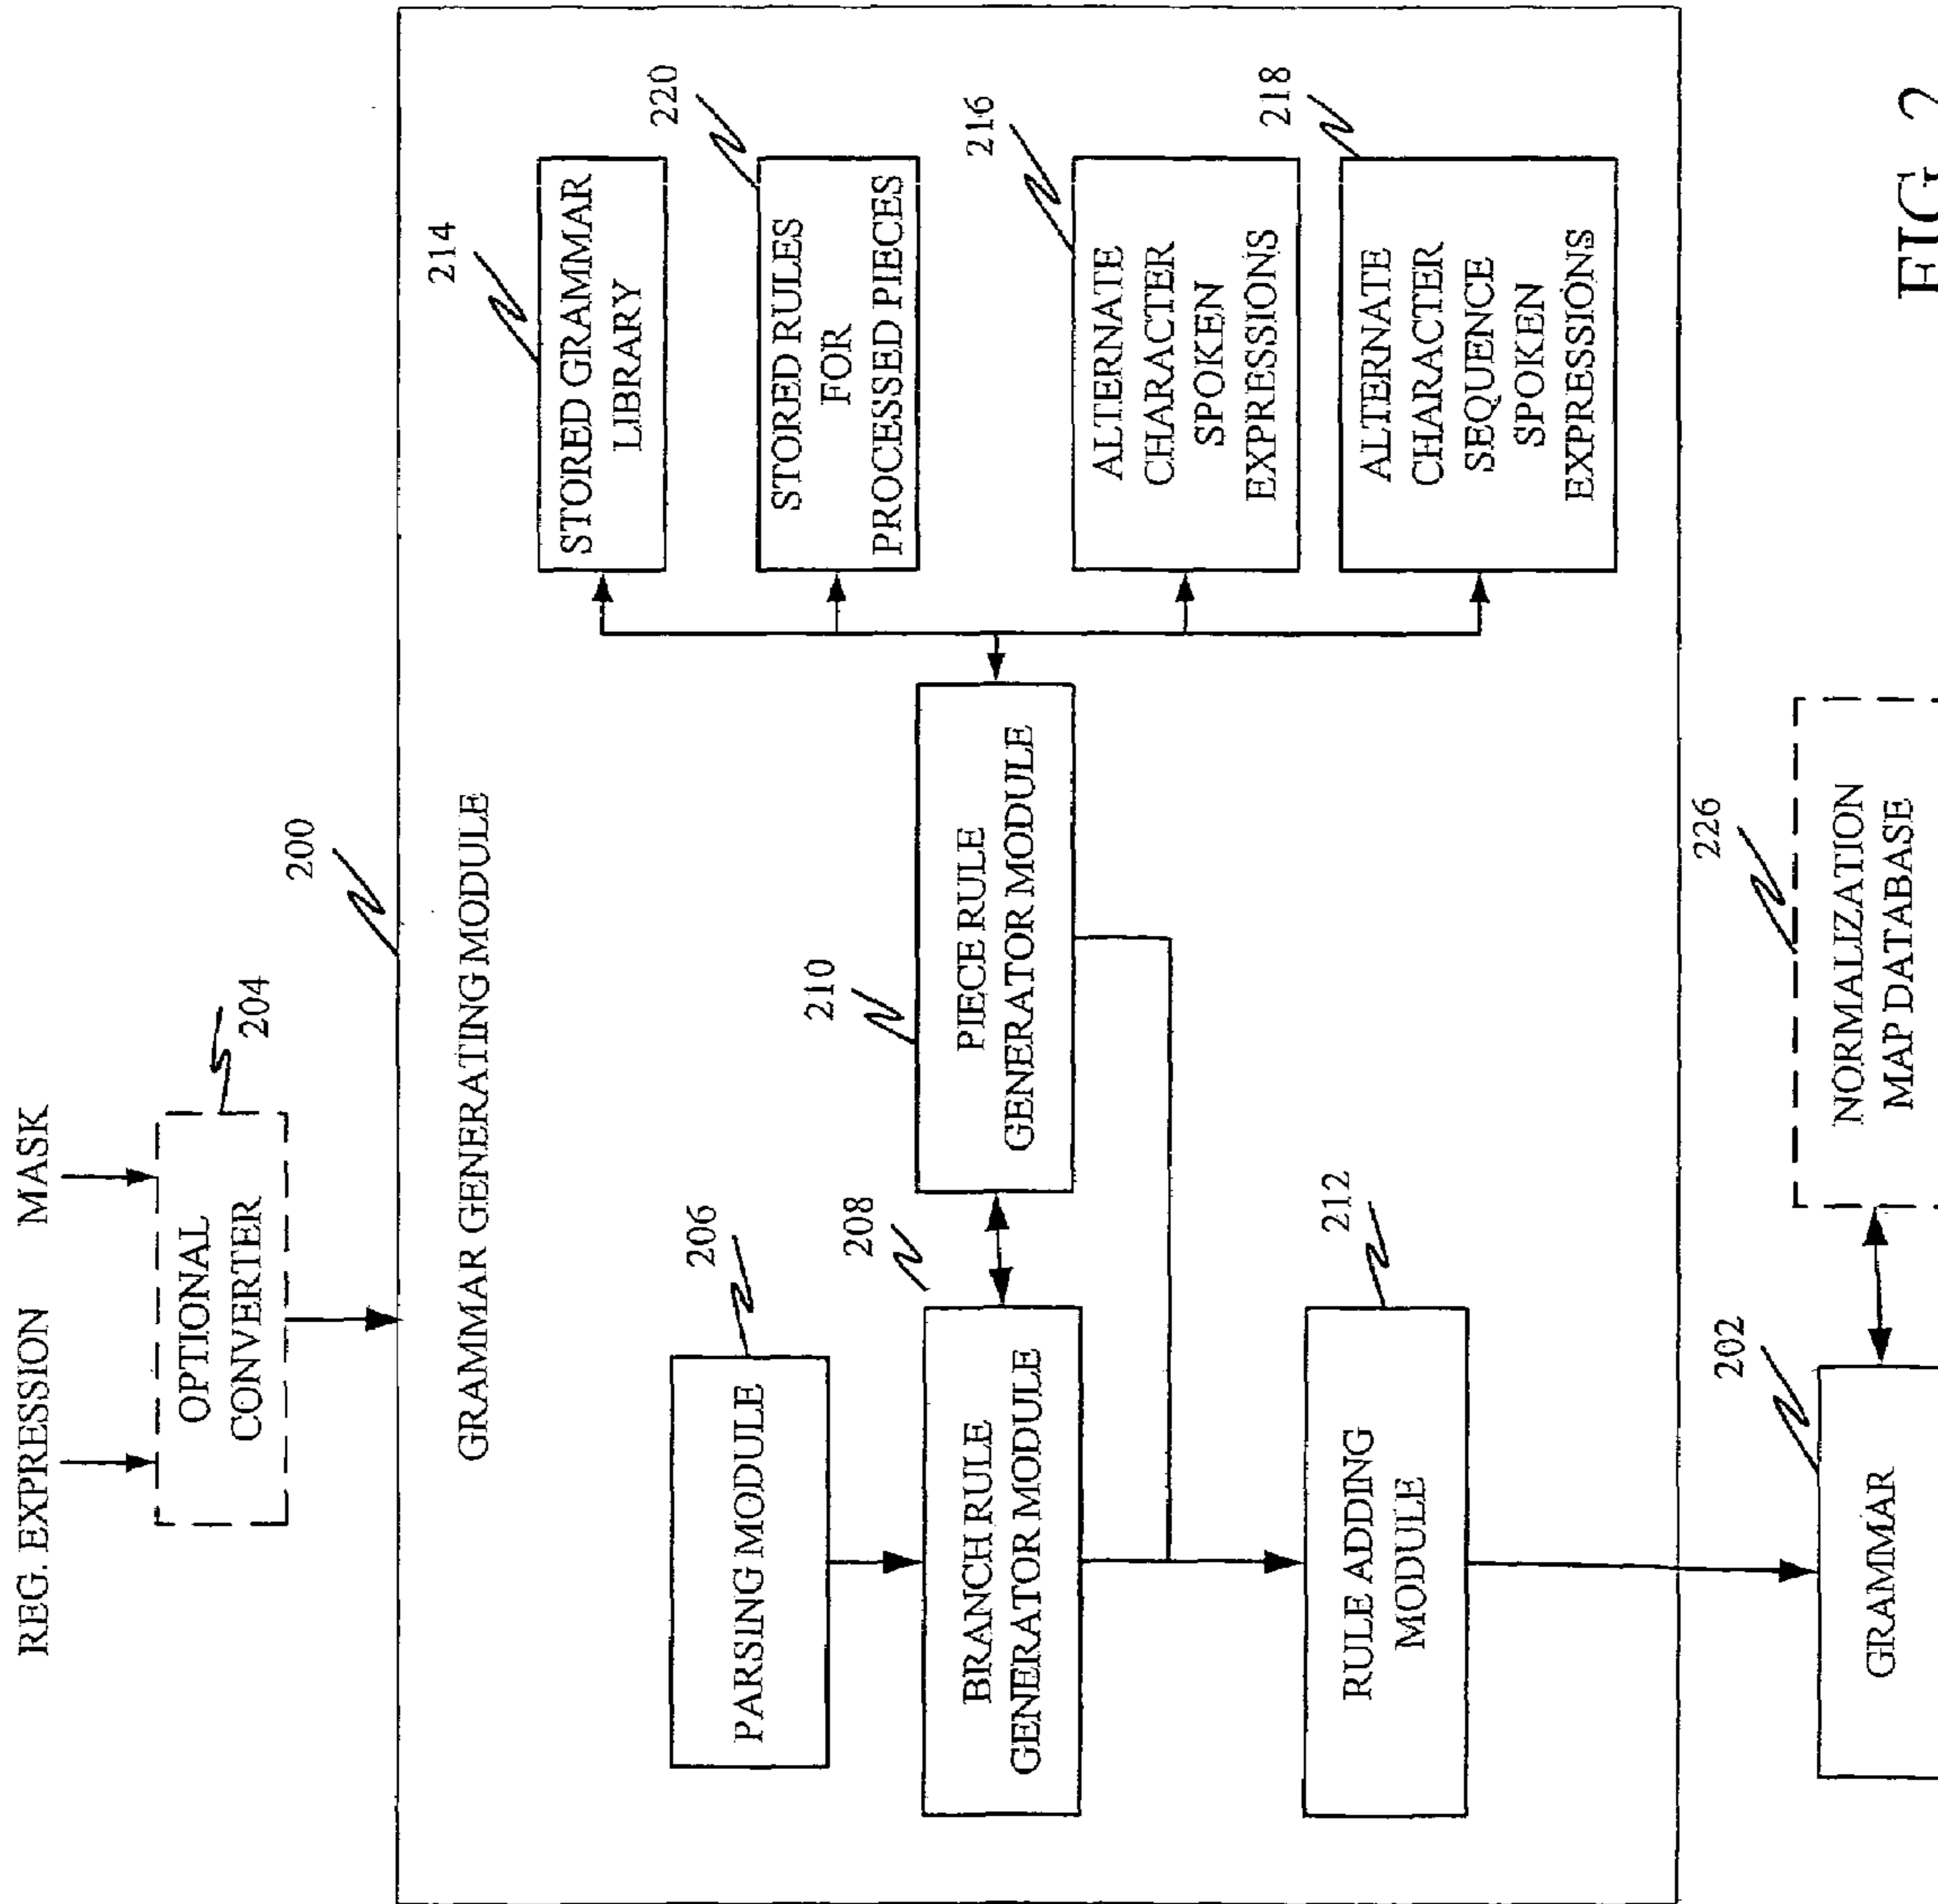 REG. EXPRESSION
MASK
OPTIONAL
CONVERTER
204
200
GRAMMAR GENERATING MODULE
206
PARSING MODULE
208
BRANCH RULE
GENERATOR MODULE
210
PIECE RULE
GENERATOR MODULE
212
RULE ADDING
MODULE
214
STORED GRAMMAR
LIBRARY
220
STORED RULES
FOR
PROCESSED PIECES
216
ALTERNATE
CHARACTER
SPOKEN
EXPRESSIONS
218
ALTERNATE
CHARACTER
SEQUENCE
SPOKEN
EXPRESSIONS
202
GRAMMAR
226
NORMALIZATION
MAP DATABASE
FIG. 2